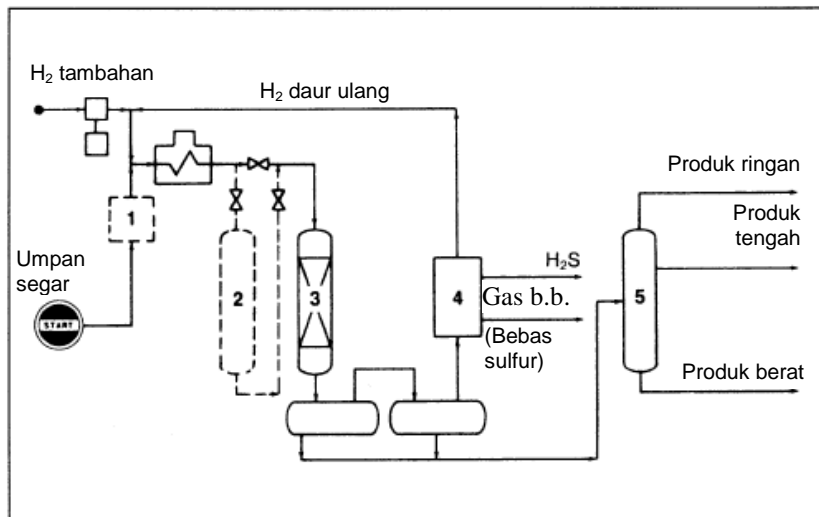 H₂ tambahan
H₂ daur ulang
Produk ringan
Produk
tengah
1
Umpan
segar
START
2
3
4
H₂S
Gas b.b.
(Bebas
sulfur)
5
Produk berat